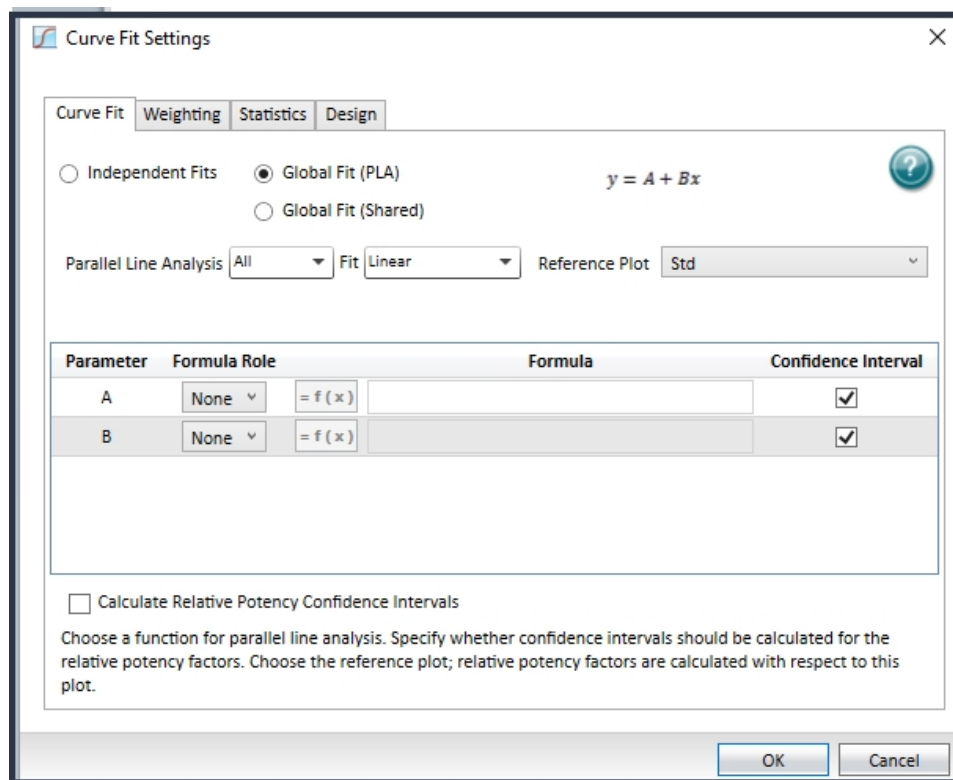 Curve Fit Settings
Curve Fit Weighting Statistics Design
Independent Fits Global Fit (PLA) y = A + Bx ?
Global Fit (Shared)
Parallel Line Analysis All Fit Linear Reference Plot Std
Parameter Formula Role Formula Confidence Interval
A None = f ( x )
B None = f ( x )
Calculate Relative Potency Confidence Intervals
Choose a function for parallel line analysis. Specify whether confidence intervals should be calculated for the
relative potency factors. Choose the reference plot; relative potency factors are calculated with respect to this
plot.
OK Cancel